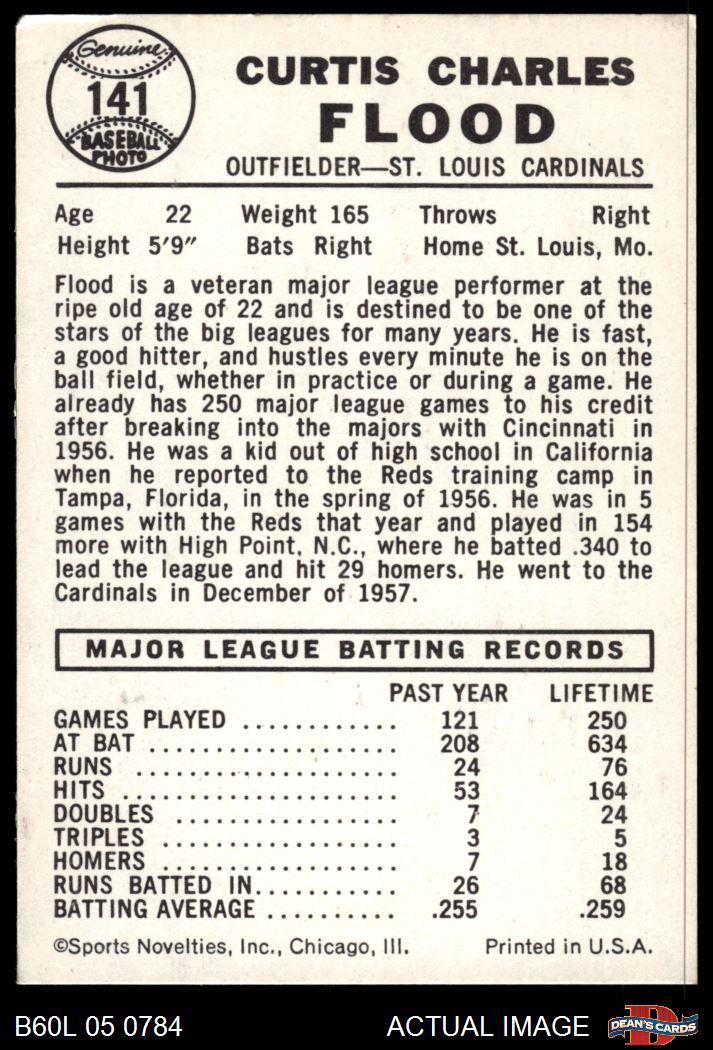 Genuine
141
BASEBALL
PHOTO
CURTIS CHARLES
FLOOD
OUTFIELDER—ST. LOUIS CARDINALS
Age 22 Weight 165 Throws Right
Height 5'9" Bats Right Home St. Louis, Mo.
Flood is a veteran major league performer at the
ripe old age of 22 and is destined to be one of the
stars of the big leagues for many years. He is fast,
a good hitter, and hustles every minute he is on the
ball field, whether in practice or during a game. He
already has 250 major league games to his credit
after breaking into the majors with Cincinnati in
1956. He was a kid out of high school in California
when he reported to the Reds training camp in
Tampa, Florida, in the spring of 1956. He was in 5
games with the Reds that year and played in 154
more with High Point, N.C., where he batted .340 to
lead the league and hit 29 homers. He went to the
Cardinals in December of 1957.
MAJOR LEAGUE BATTING RECORDS
PAST YEAR LIFETIME
GAMES PLAYED ............ 121 250
AT BAT ................... 208 634
RUNS .................... 24 76
HITS ..................... 53 164
DOUBLES ................. 7 24
TRIPLES .................. 3 5
HOMERS .................. 7 18
RUNS BATTED IN........... 26 68
BATTING AVERAGE .......... .255 .259
©Sports Novelties, Inc., Chicago, Ill. Printed in U.S.A.
B60L 05 0784 ACTUAL IMAGE
D
DEAN'S CARDS